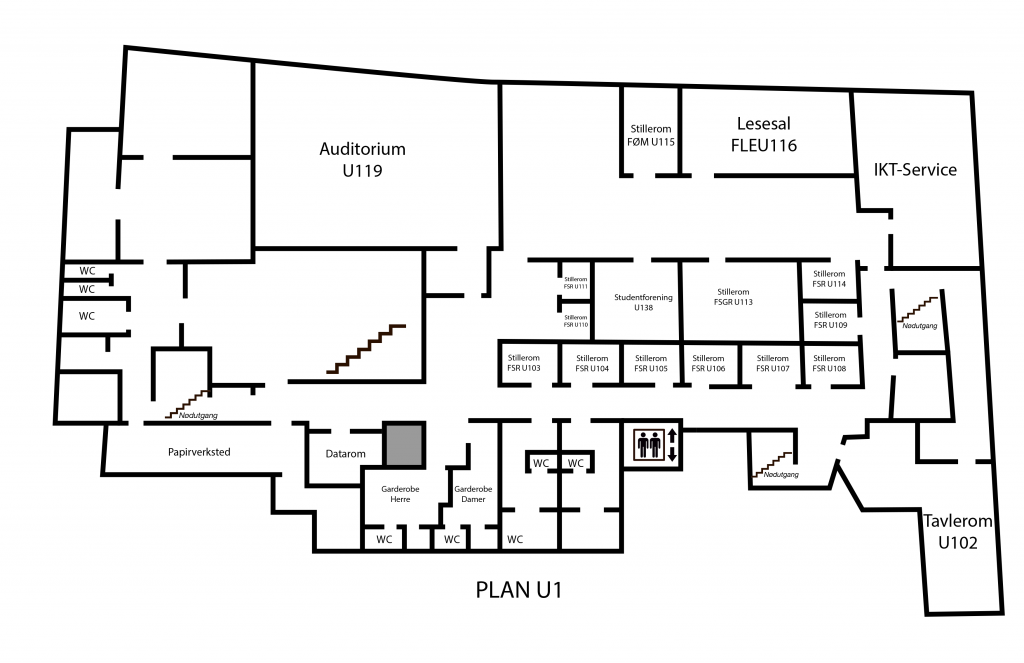 Auditorium
U119
Stillerom
FØM U115
Lesesal
FLEU116
IKT-Service
WC
WC
WC
Stillerom
FSR U111
Stillerom
FSR U110
Studentforening
U138
Stillerom
FSGR U113
Stillerom
FSR U114
Stillerom
FSR U109
Nødutgang
Stillerom
FSR U103
Stillerom
FSR U104
Stillerom
FSR U105
Stillerom
FSR U106
Stillerom
FSR U107
Stillerom
FSR U108
Nødutgang
Papirverksted
Datarom
WC
WC
Nødutgang
Garderobe
Herre
Garderobe
Damer
WC
WC
WC
Tavlerom
U102
PLAN U1